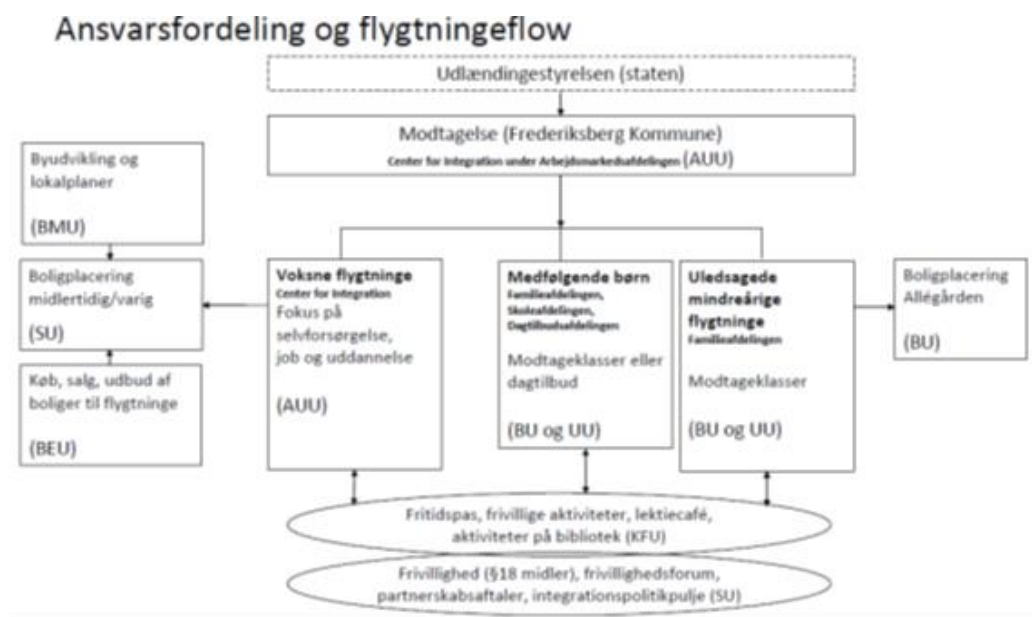 Ansvarsfordeling og flygtningeflow
Udlændingestyrelsen (staten)
Modtagelse (Frederiksberg Kommune)
Center for Integration under Arbejdsmarkedsafdelingen (AUU)
Byudvikling og
lokalplaner
(BMU)
Boligplacering
midlertidig/varig
(SU)
Køb, salg, udbud af
boliger til flygtninge
(BEU)
Voksne flygtninge
Center for Integration
Fokus på
selvforsørgelse,
job og uddannelse
(AUU)
Medfølgende børn
Familieafdelingen,
Skoleafdelingen,
Dagtilbudsafdelingen
Modtageklasser eller
dagtilbud
(BU og UU)
Uledsagede
mindreårige
flygtninge
Familieafdelingen
Modtageklasser
(BU og UU)
Boligplacering
Allégården
(BU)
Fritidspas, frivillige aktiviteter, lektiecafé,
aktiviteter på bibliotek (KFU)
Frivillighed (§18 midler), frivillighedsforum,
partnerskabsaftaler, integrationspolitikpulje (SU)